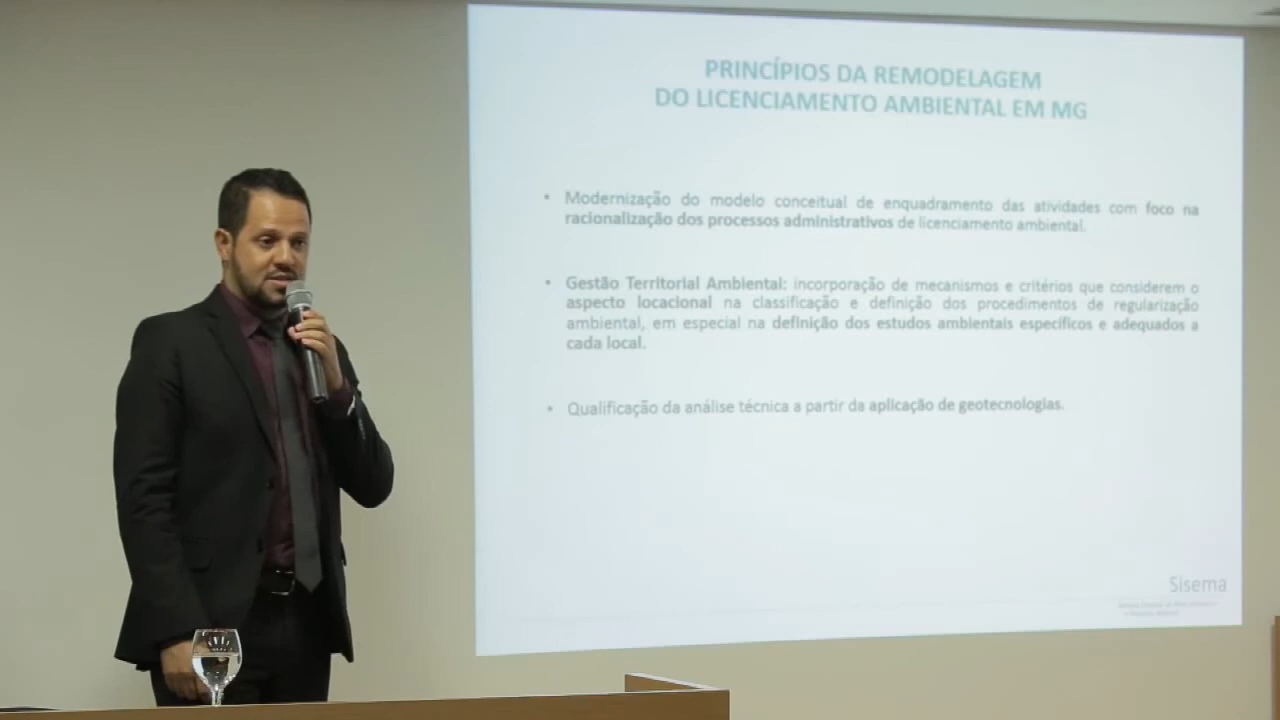 PRINCÍPIOS DA REMODELAGEM
DO LICENCIAMENTO AMBIENTAL EM MG
• Modernização do modelo conceitual de enquadramento das atividades com foco na
racionalização dos processos administrativos de licenciamento ambiental.
• Gestão Territorial Ambiental: incorporação de mecanismos e critérios que considerem o
aspecto locacional na classificação e definição dos procedimentos de regularização
ambiental, em especial na definição dos estudos ambientais específicos e adequados a
cada local.
• Qualificação da análise técnica a partir da aplicação de geotecnologias.
Sisema